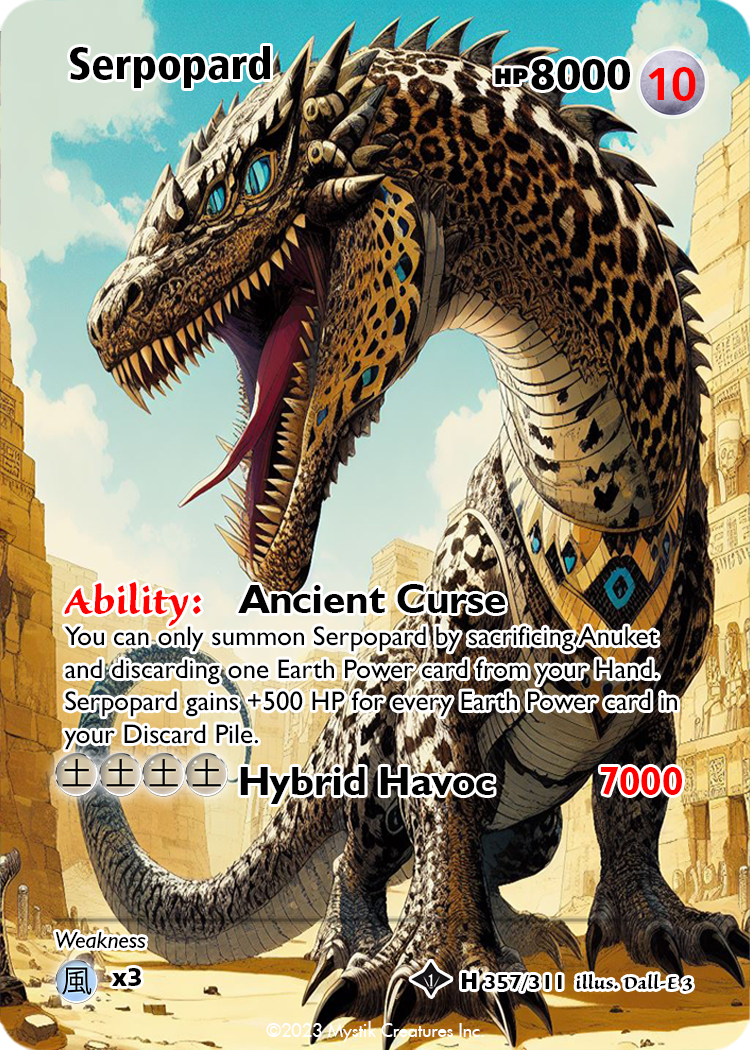 Serpopard HP8000 10
Ability: Ancient Curse
You can only summon Serpopard by sacrificing Anuket
and discarding one Earth Power card from your Hand.
Serpopard gains +500 HP for every Earth Power card in
your Discard Pile.
土 土 土 土 Hybrid Havoc 7000
Weakness
風 x3 1 H 357/311 illus. Dall-E 3
©2023 Mystik Creatures Inc.